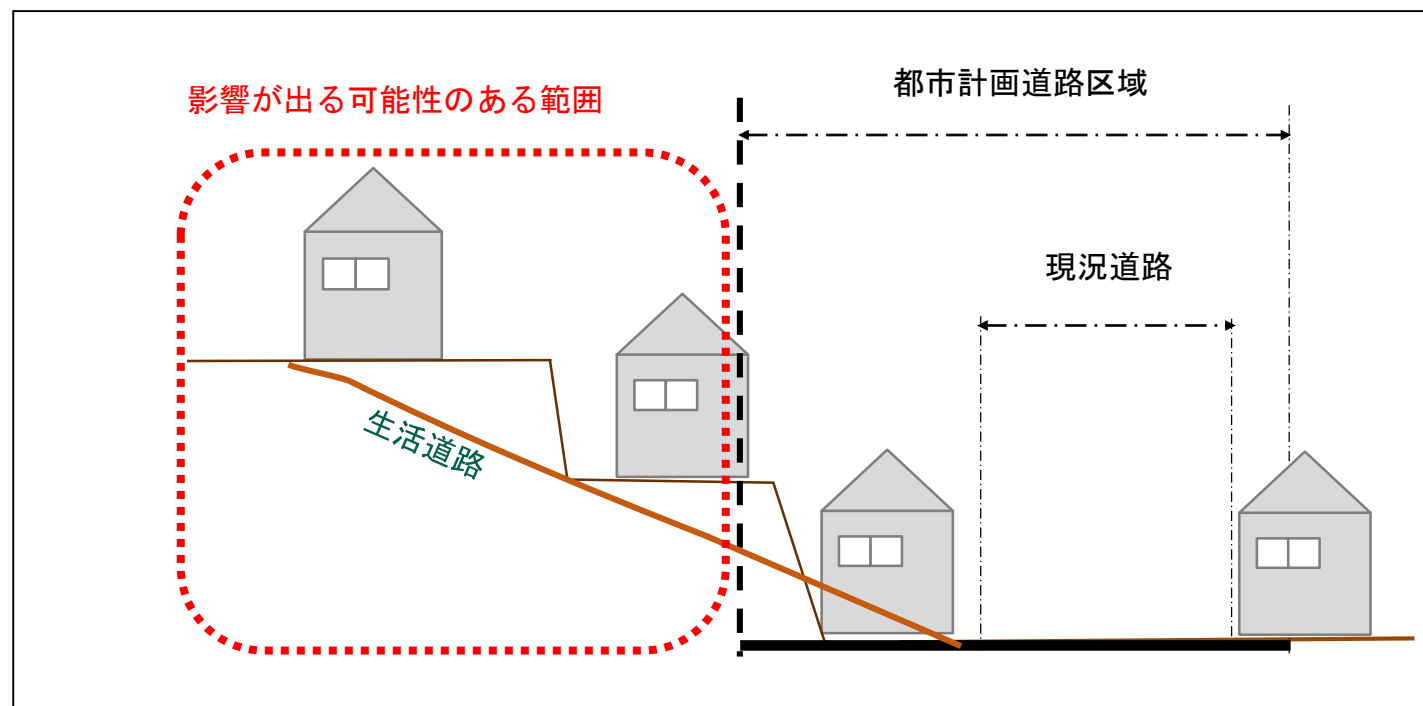 都市計画道路区域
影響が出る可能性のある範囲
現況道路
生活道路